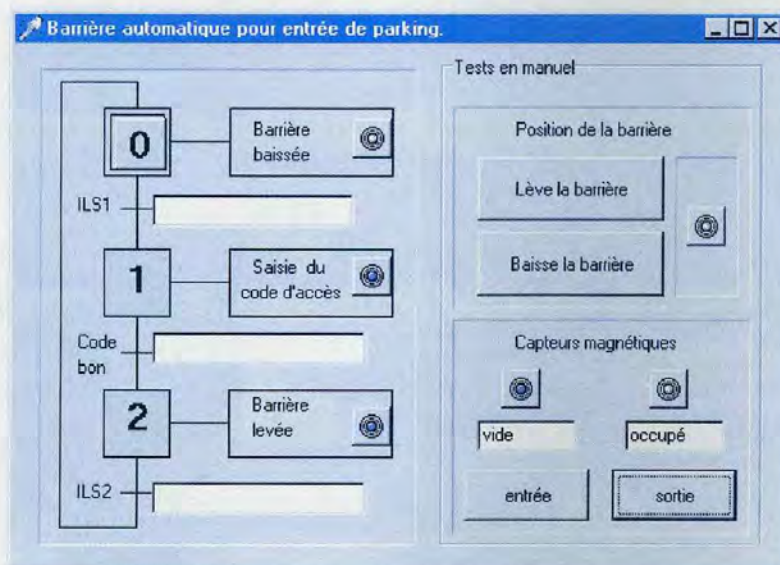 Barrière automatique pour entrée de parking.
0
Barrière
baissée
ILS1
1
Saisie du
code d'accès
Code
bon
2
Barrière
levée
ILS2
Tests en manuel
Position de la barrière
Lève la barrière
Baisse la barrière
Capteurs magnétiques
vide
occupé
entrée
sortie